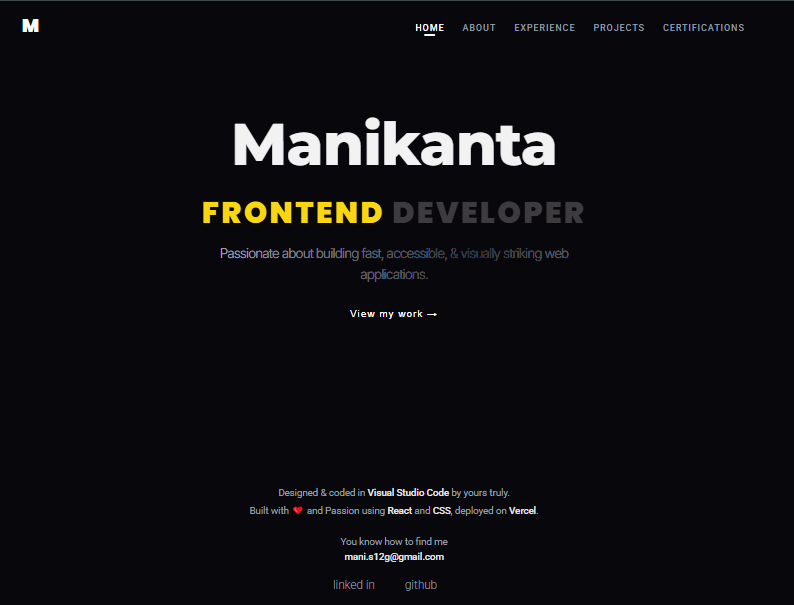 M
HOME ABOUT EXPERIENCE PROJECTS CERTIFICATIONS
Manikanta
FRONTEND DEVELOPER
Passionate about building fast, accessible, & visually striking web
applications.
View my work →
Designed & coded in Visual Studio Code by yours truly.
Built with ❤ and Passion using React and CSS, deployed on Vercel.
You know how to find me
mani.s12g@gmail.com
linked in github